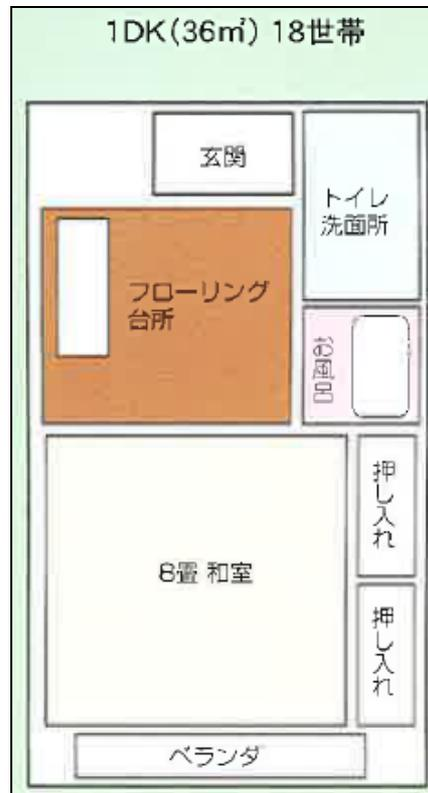 1DK(36㎡) 18世帯
玄関
トイレ
洗面所
フローリング
台所
お風呂
押し入れ
8畳 和室
押し入れ
ベランダ